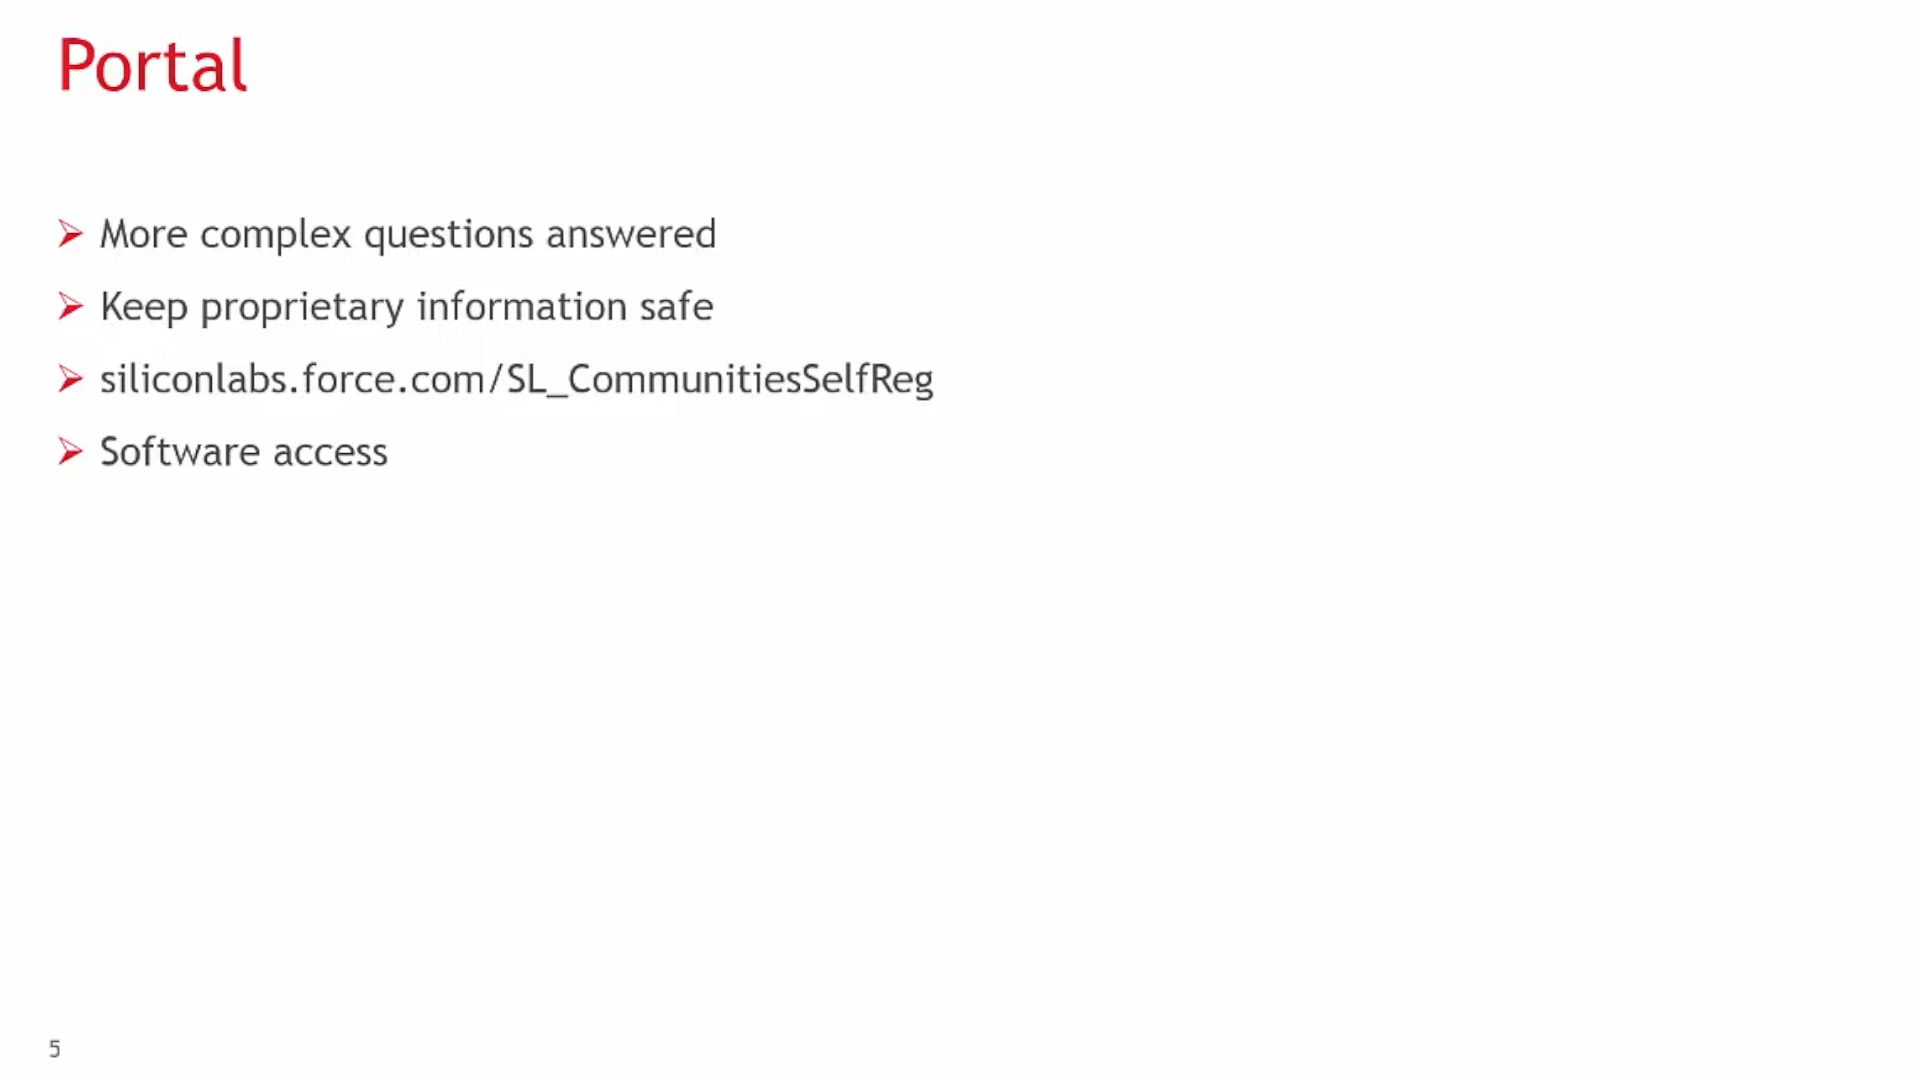 Portal
More complex questions answered
Keep proprietary information safe
siliconlabs.force.com/SL_CommunitiesSelfReg
Software access
5